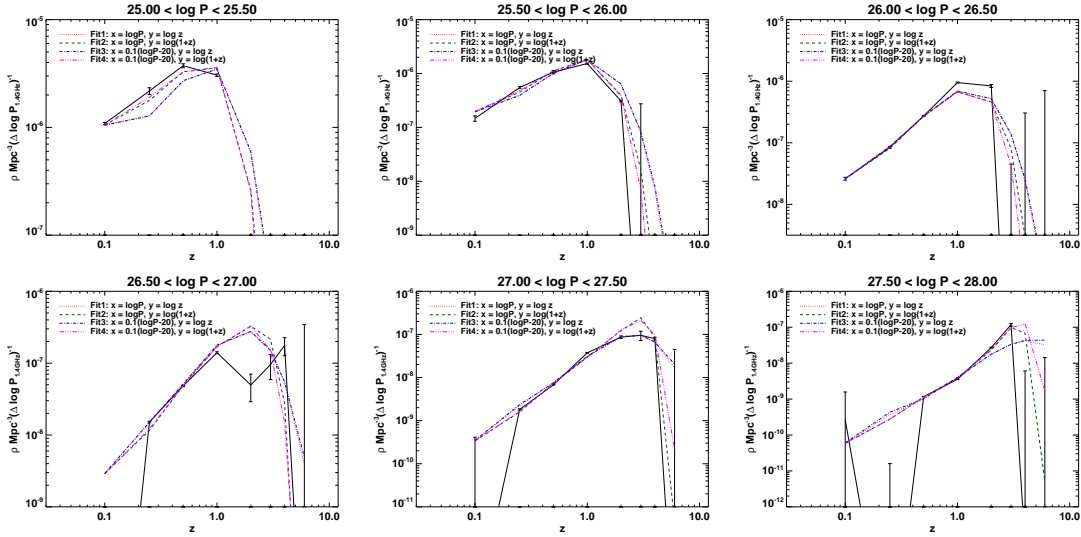 25.00 < log P < 25.50
Fit1: x = logP, y = log z
Fit2: x = logP, y = log(1+z)
Fit3: x = 0.1(logP-20), y = log z
Fit4: x = 0.1(logP-20), y = log(1+z)
10⁻⁵
10⁻⁶
10⁻⁷
ρ Mpc⁻³(Δ log P₁.₄GHz)⁻¹
0.1 1.0 10.0
z
25.50 < log P < 26.00
Fit1: x = logP, y = log z
Fit2: x = logP, y = log(1+z)
Fit3: x = 0.1(logP-20), y = log z
Fit4: x = 0.1(logP-20), y = log(1+z)
10⁻⁵
10⁻⁶
10⁻⁷
10⁻⁸
10⁻⁹
ρ Mpc⁻³(Δ log P₁.₄GHz)⁻¹
0.1 1.0 10.0
z
26.00 < log P < 26.50
Fit1: x = logP, y = log z
Fit2: x = logP, y = log(1+z)
Fit3: x = 0.1(logP-20), y = log z
Fit4: x = 0.1(logP-20), y = log(1+z)
10⁻⁵
10⁻⁶
10⁻⁷
10⁻⁸
10⁻⁹
ρ Mpc⁻³(Δ log P₁.₄GHz)⁻¹
0.1 1.0 10.0
z
26.50 < log P < 27.00
Fit1: x = logP, y = log z
Fit2: x = logP, y = log(1+z)
Fit3: x = 0.1(logP-20), y = log z
Fit4: x = 0.1(logP-20), y = log(1+z)
10⁻⁶
10⁻⁷
10⁻⁸
10⁻⁹
ρ Mpc⁻³(Δ log P₁.₄GHz)⁻¹
0.1 1.0 10.0
z
27.00 < log P < 27.50
Fit1: x = logP, y = log z
Fit2: x = logP, y = log(1+z)
Fit3: x = 0.1(logP-20), y = log z
Fit4: x = 0.1(logP-20), y = log(1+z)
10⁻⁶
10⁻⁷
10⁻⁸
10⁻⁹
10⁻¹⁰
10⁻¹¹
ρ Mpc⁻³(Δ log P₁.₄GHz)⁻¹
0.1 1.0 10.0
z
27.50 < log P < 28.00
Fit1: x = logP, y = log z
Fit2: x = logP, y = log(1+z)
Fit3: x = 0.1(logP-20), y = log z
Fit4: x = 0.1(logP-20), y = log(1+z)
10⁻⁶
10⁻⁷
10⁻⁸
10⁻⁹
10⁻¹⁰
10⁻¹¹
10⁻¹²
ρ Mpc⁻³(Δ log P₁.₄GHz)⁻¹
0.1 1.0 10.0
z